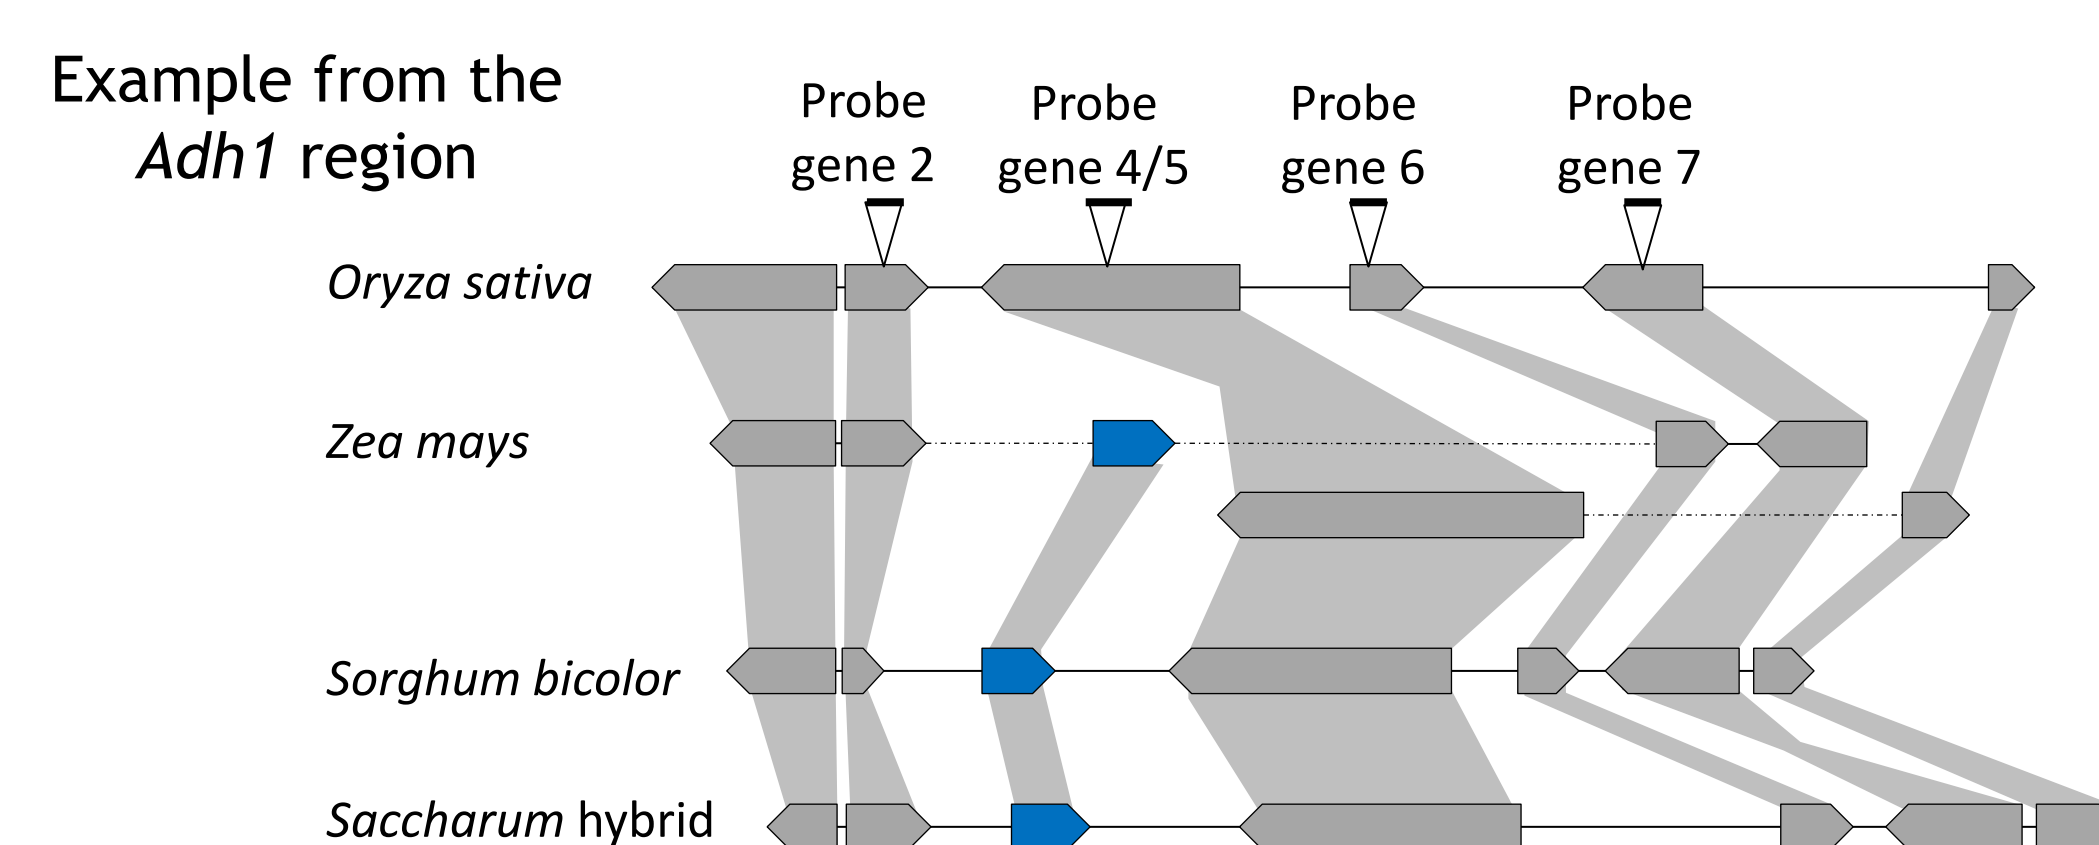 Example from the
Adh1 region
Probe
gene 2
Probe
gene 4/5
Probe
gene 6
Probe
gene 7
Oryza sativa
Zea mays
Sorghum bicolor
Saccharum hybrid